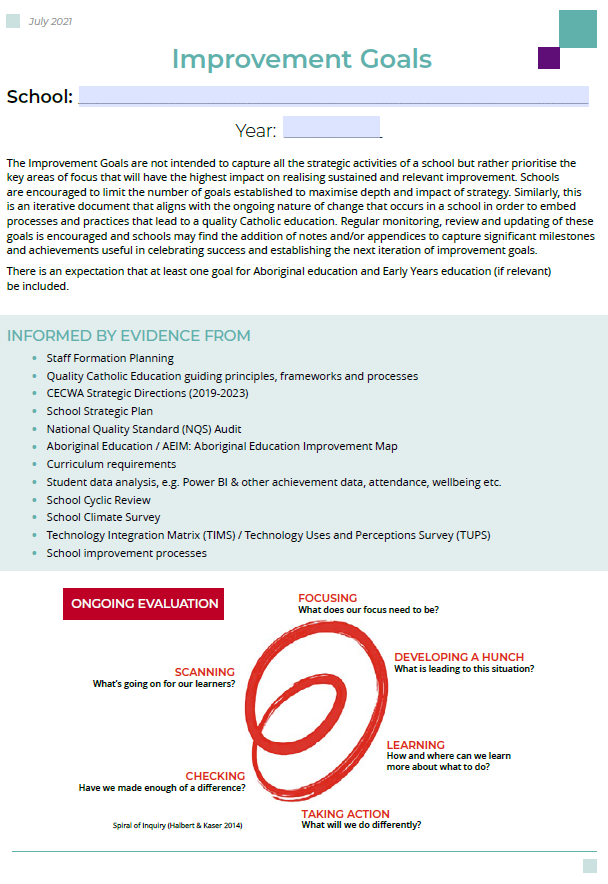 July 2021
Improvement Goals
School:
Year:
The Improvement Goals are not intended to capture all the strategic activities of a school but rather prioritise the
key areas of focus that will have the highest impact on realising sustained and relevant improvement. Schools
are encouraged to limit the number of goals established to maximise depth and impact of strategy. Similarly, this
is an iterative document that aligns with the ongoing nature of change that occurs in a school in order to embed
processes and practices that lead to a quality Catholic education. Regular monitoring, review and updating of these
goals is encouraged and schools may find the addition of notes and/or appendices to capture significant milestones
and achievements useful in celebrating success and establishing the next iteration of improvement goals.
There is an expectation that at least one goal for Aboriginal education and Early Years education (if relevant)
be included.
INFORMED BY EVIDENCE FROM
• Staff Formation Planning
• Quality Catholic Education guiding principles, frameworks and processes
• CECWA Strategic Directions (2019-2023)
• School Strategic Plan
• National Quality Standard (NQS) Audit
• Aboriginal Education / AEIM: Aboriginal Education Improvement Map
• Curriculum requirements
• Student data analysis, e.g. Power BI & other achievement data, attendance, wellbeing etc.
• School Cyclic Review
• School Climate Survey
• Technology Integration Matrix (TIMS) / Technology Uses and Perceptions Survey (TUPS)
• School improvement processes
ONGOING EVALUATION
FOCUSING
What does our focus need to be?
DEVELOPING A HUNCH
What is leading to this situation?
SCANNING
What's going on for our learners?
LEARNING
How and where can we learn
more about what to do?
CHECKING
Have we made enough of a difference?
TAKING ACTION
What will we do differently?
Spiral of Inquiry (Halbert & Kaser 2014)